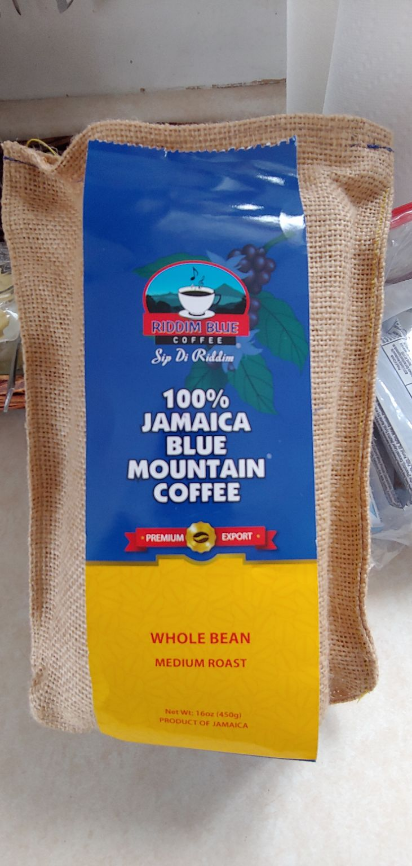 RIDDIM BLUE
COFFEE
Sip Di Riddim
100%
JAMAICA
BLUE
MOUNTAIN®
COFFEE
• PREMIUM EXPORT •
WHOLE BEAN
MEDIUM ROAST
Net Wt: 16oz (450g)
PRODUCT OF JAMAICA